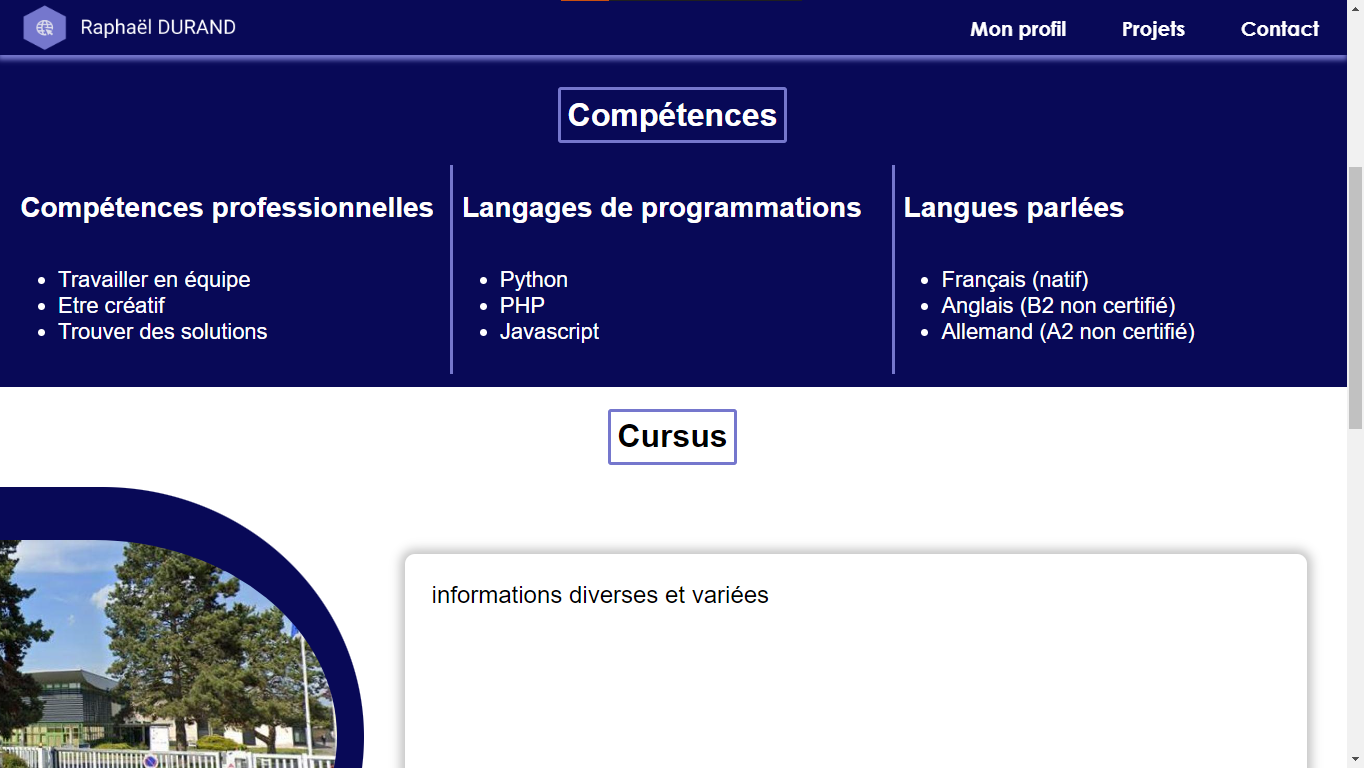 Raphaël DURAND
Mon profil
Projets
Contact
Compétences
Compétences professionnelles
Travailler en équipe
Etre créatif
Trouver des solutions
Langages de programmations
Python
PHP
Javascript
Langues parlées
Français (natif)
Anglais (B2 non certifié)
Allemand (A2 non certifié)
Cursus
informations diverses et variées